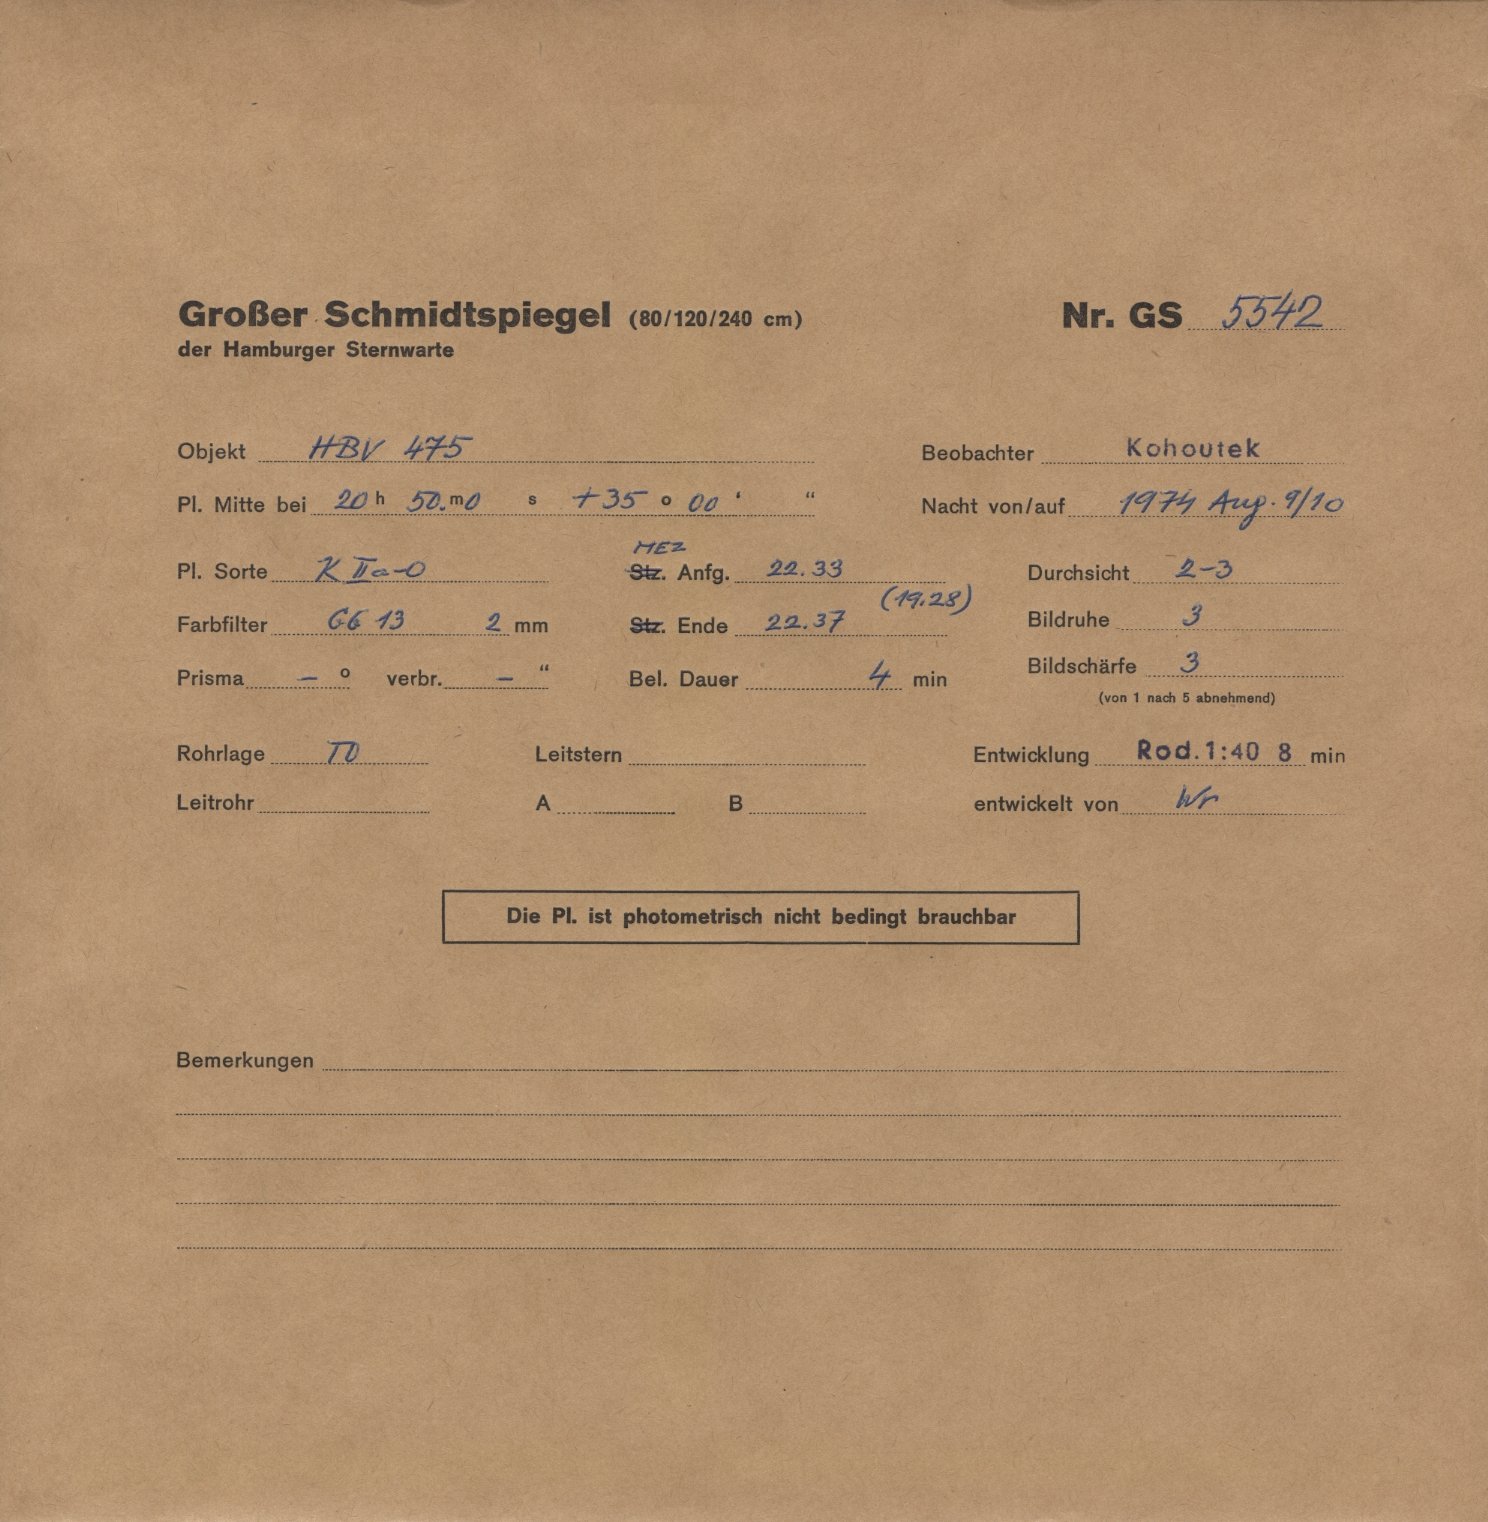 Großer Schmidtspiegel (80/120/240 cm) Nr. GS 5542
der Hamburger Sternwarte
Objekt HBV 475 Beobachter Kohoutek
Pl. Mitte bei 20 h 50. m 0 s +35 o 00 ‘ “ Nacht von/auf 1974 Aug. 9/10
MEZ
Pl. Sorte K IIa-O Stz. Anfg. 22.33 Durchsicht 2-3
(19.28)
Farbfilter GG 13 2 mm Stz. Ende 22.37 Bildruhe 3
Prisma – o verbr. – “ Bel. Dauer 4 min Bildschärfe 3
(von 1 nach 5 abnehmend)
Rohrlage TO Leitstern Entwicklung Rod. 1:40 8 min
Leitrohr A B entwickelt von Wr
Die Pl. ist photometrisch nicht bedingt brauchbar
Bemerkungen